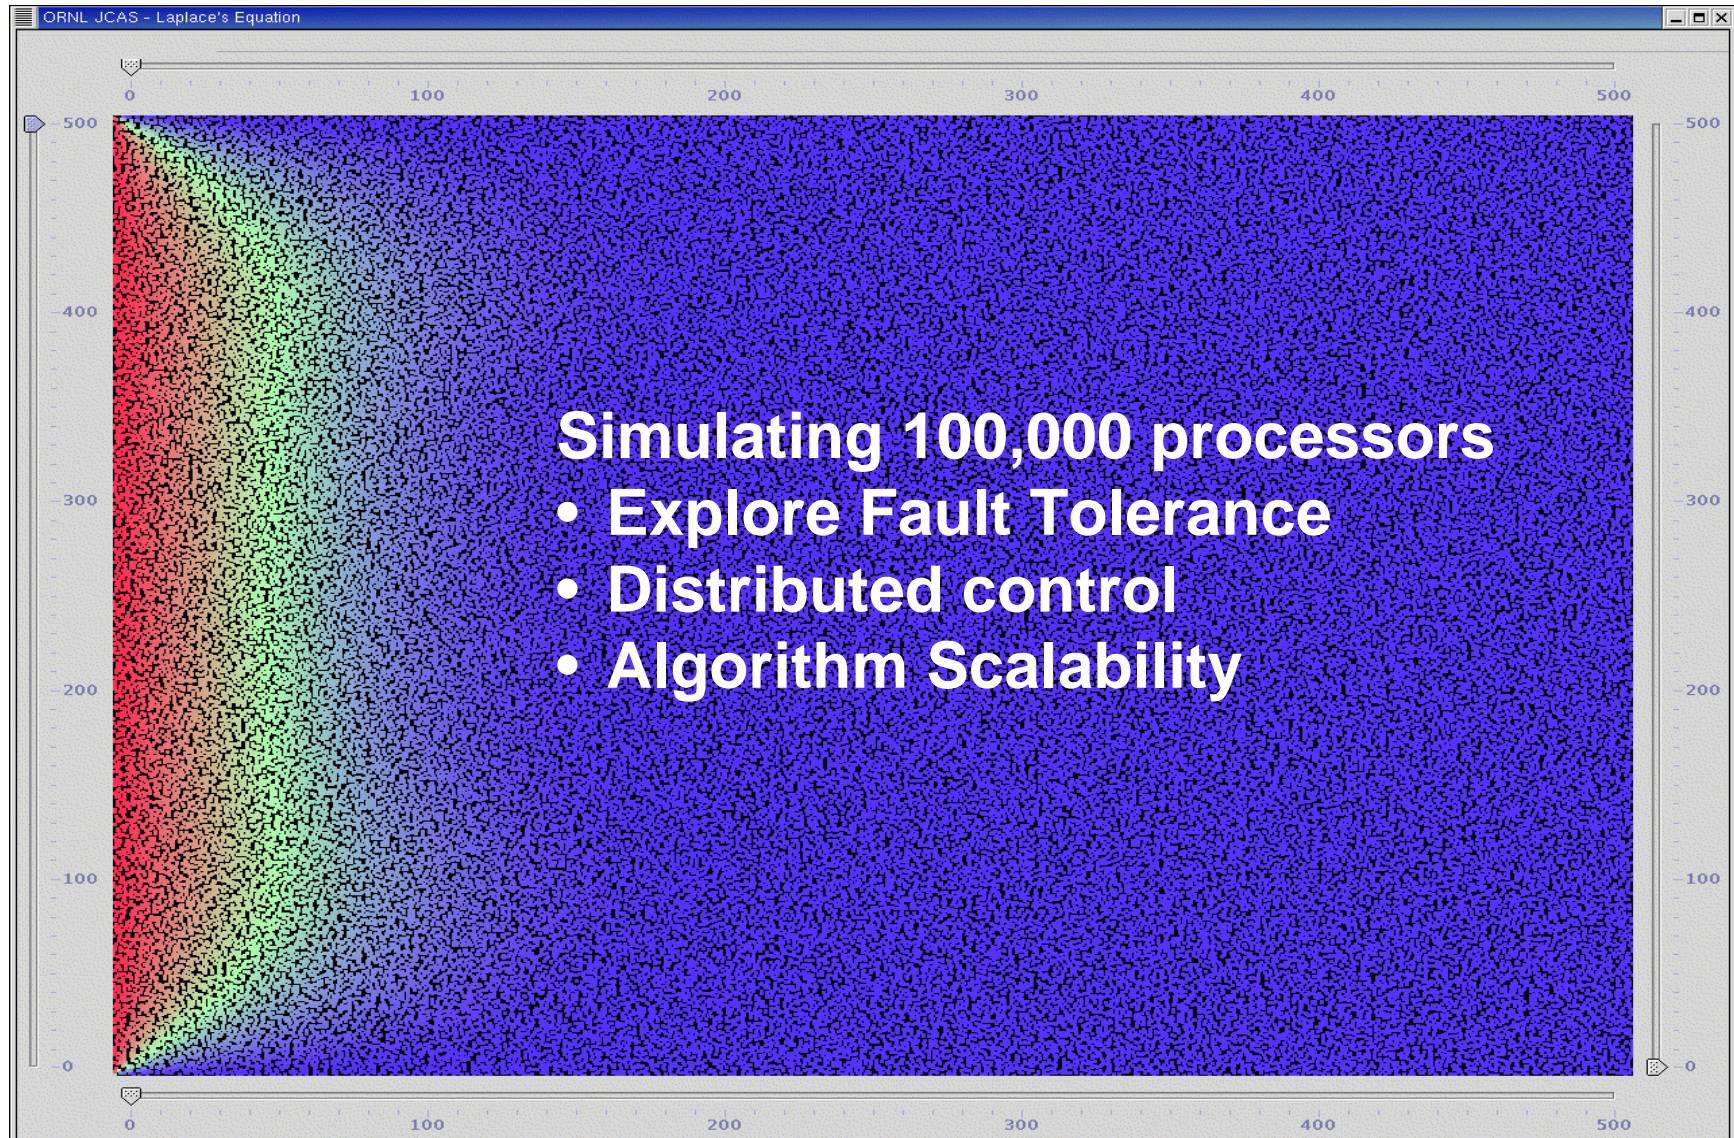 ORNL JCAS - Laplace's Equation
0 100 200 300 400 500
500 500
400 400
Simulating 100,000 processors
• Explore Fault Tolerance
300 300
• Distributed control
• Algorithm Scalability
200 200
100 100
0 0
0 100 200 300 400 500